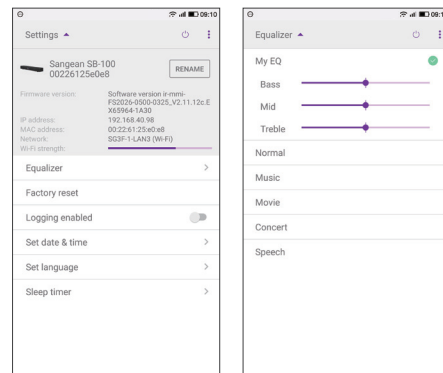 09:10
Settings
Sangean SB-100
00226125e0e8
RENAME
Firmware version: Software version ir-mmi-
FS2026-0500-0325_V2.11.12c.E
X65964-1A30
IP address: 192.168.40.98
MAC address: 00:22:61:25:e0:e8
Network: SG3F-1-LAN3 (Wi-Fi)
Wi-Fi strength:
Equalizer
Factory reset
Logging enabled
Set date & time
Set language
Sleep timer
Equalizer
My EQ
Bass
Mid
Treble
Normal
Music
Movie
Concert
Speech